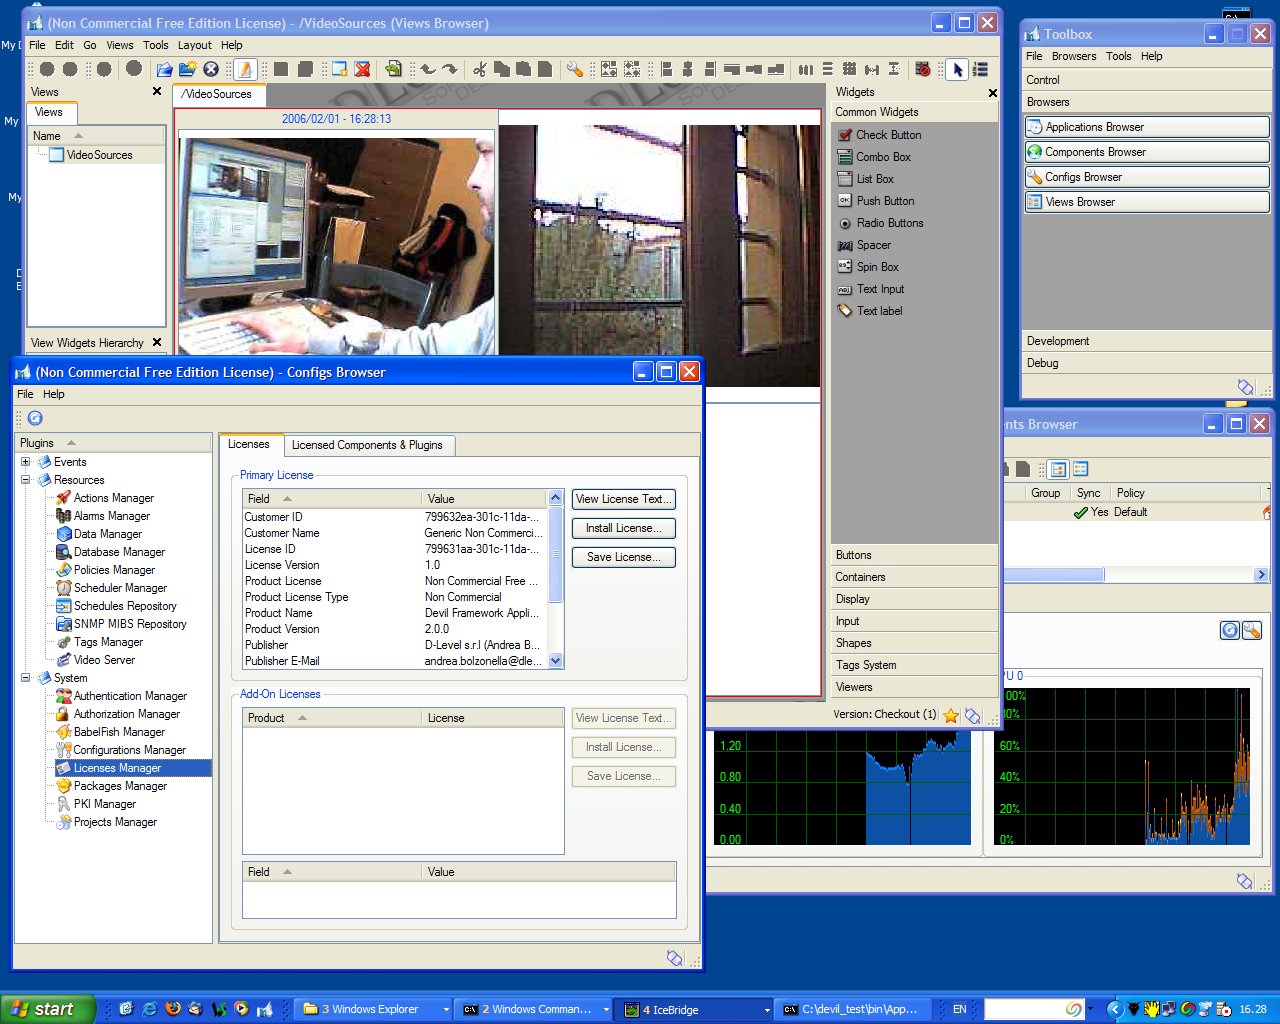 (Non Commercial Free Edition License) - /VideoSources (Views Browser)
File Edit Go Views Tools Layout Help
Views
Views
Name
VideoSources
View Widgets Hierarchy
/VideoSources
2006/02/01 - 16:28:13
Widgets
Common Widgets
Check Button
Combo Box
List Box
Push Button
Radio Buttons
Spacer
Spin Box
Text Input
Text label
Buttons
Containers
Display
Input
Shapes
Tags System
Viewers
Version: Checkout (1)
Toolbox
File Browsers Tools Help
Control
Browsers
Applications Browser
Components Browser
Configs Browser
Views Browser
Development
Debug
My
My
(Non Commercial Free Edition License) - Configs Browser
File Help
Plugins
Events
Resources
Actions Manager
Alarms Manager
Data Manager
Database Manager
Policies Manager
Scheduler Manager
Schedules Repository
SNMP MIBS Repository
Tags Manager
Video Server
System
Authentication Manager
Authorization Manager
BabelFish Manager
Configurations Manager
Licenses Manager
Packages Manager
PKI Manager
Projects Manager
Licenses
Licensed Components & Plugins
Primary License
Field Value
Customer ID 799632ea-301c-11da-...
Customer Name Generic Non Commerci...
License ID 799631aa-301c-11da-...
License Version 1.0
Product License Non Commercial Free ...
Product License Type Non Commercial
Product Name Devil Framework Appli...
Product Version 2.0.0
Publisher D-Level s.r.l (Andrea B...
Publisher E-Mail andrea.bolzonella@dle...
View License Text...
Install License...
Save License...
Add-On Licenses
Product License
View License Text...
Install License...
Save License...
Field Value
nts Browser
Group Sync Policy
Yes Default
PU 0
1.20
0.80
0.40
0.00
00%
60%
40%
20%
0%
start
3 Windows Explorer
2 Windows Comman...
4 IceBridge
C:\devil_test\bin\App...
EN
16.28